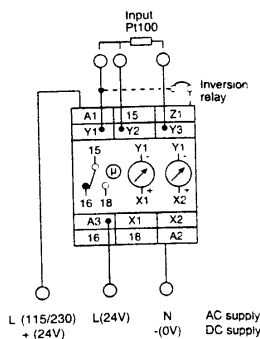 Input
Pt100
Inversion
relay
A1 15 Z1
Y1 Y2 Y3
15 Y1 Y1
- -
µ
+ +
16 18 X1 X2
A3 X1 X2
16 18 A2
L (115/230) L(24V) N AC supply
+ (24V) -(0V) DC supply